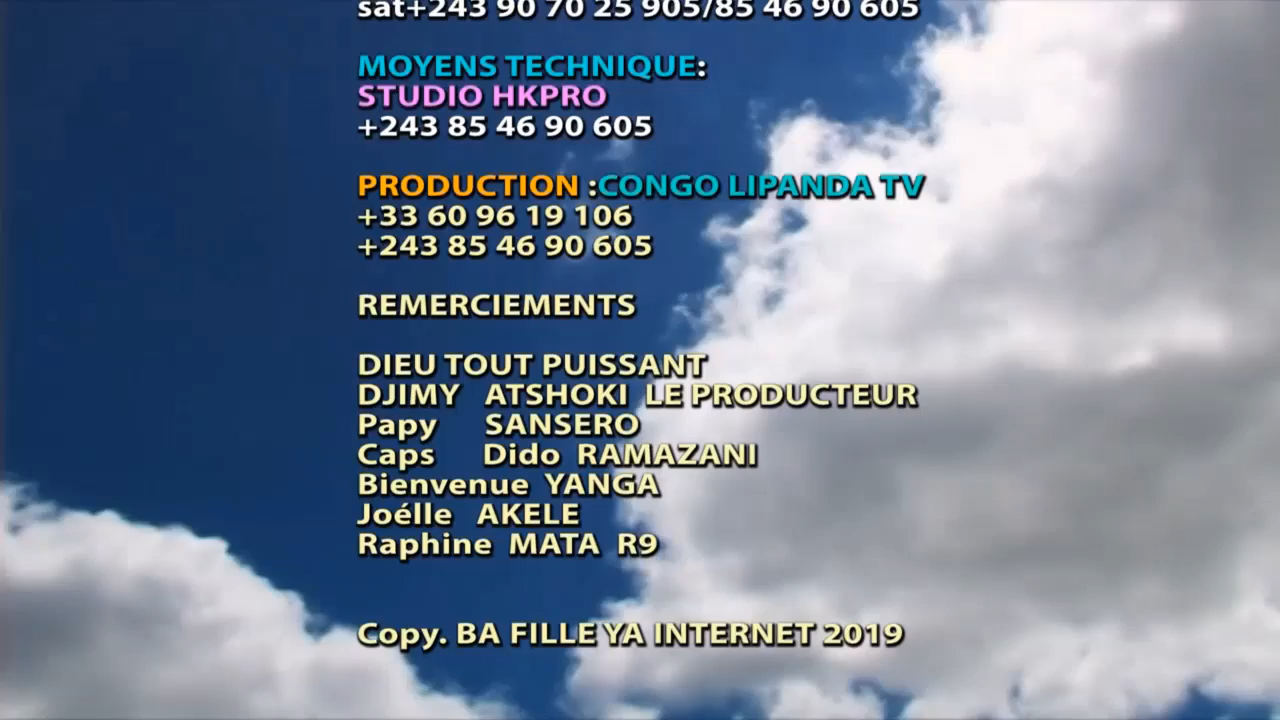 sat+243 90 70 25 905/85 46 90 605
MOYENS TECHNIQUE:
STUDIO HKPRO
+243 85 46 90 605
PRODUCTION :CONGO LIPANDA TV
+33 60 96 19 106
+243 85 46 90 605
REMERCIEMENTS
DIEU TOUT PUISSANT
DJIMY ATSHOKI LE PRODUCTEUR
Papy SANSERO
Caps Dido RAMAZANI
Bienvenue YANGA
Joélle AKELE
Raphine MATA R9
Copy. BA FILLE YA INTERNET 2019